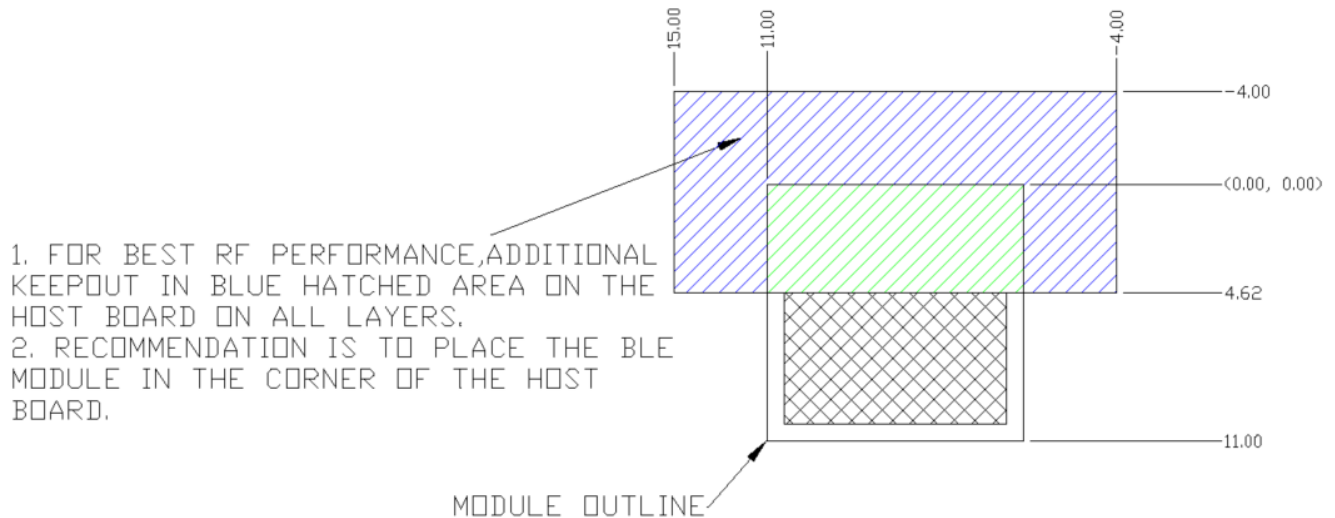 15.00
11.00
-4.00
-4.00
(0.00, 0.00)
1. FOR BEST RF PERFORMANCE,ADDITIONAL
KEEPOUT IN BLUE HATCHED AREA ON THE
HOST BOARD ON ALL LAYERS.
4.62
2. RECOMMENDATION IS TO PLACE THE BLE
MODULE IN THE CORNER OF THE HOST
BOARD.
11.00
MODULE OUTLINE